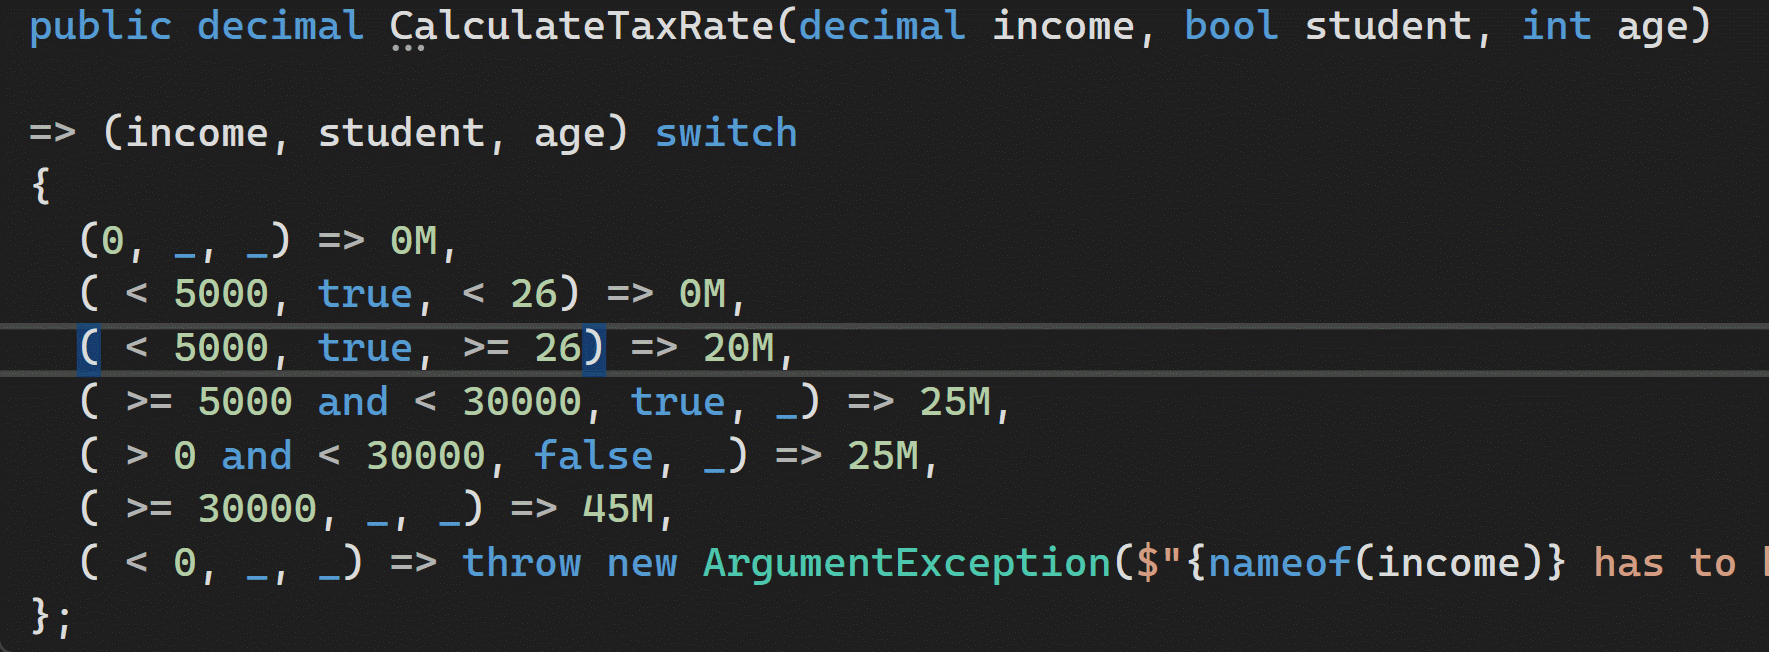 public decimal CalculateTaxRate(decimal income, bool student, int age)
=> (income, student, age) switch
{
(0, _, _) => 0M,
( < 5000, true, < 26) => 0M,
( < 5000, true, >= 26) => 20M,
( >= 5000 and < 30000, true, _) => 25M,
( > 0 and < 30000, false, _) => 25M,
( >= 30000, _, _) => 45M,
( < 0, _, _) => throw new ArgumentException($"{nameof(income)} has to
};